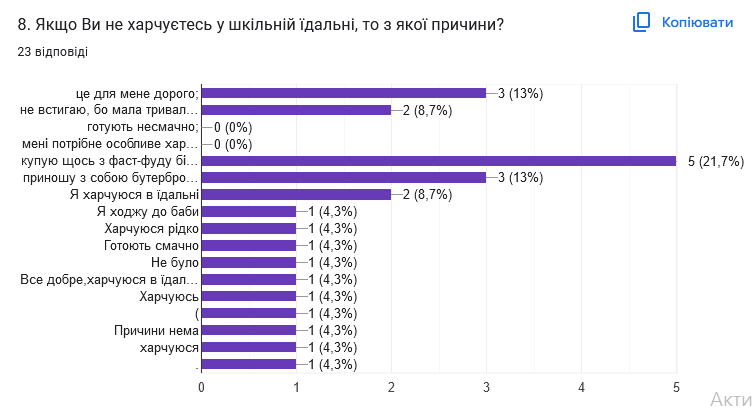 8. Якщо Ви не харчуєтесь у шкільній їдальні, то з якої причини?
Копіювати
23 відповіді
це для мене дорого;
3 (13%)
не встигаю, бо мала тривал…
2 (8,7%)
готують несмачно;
0 (0%)
мені потрібне особливе хар…
0 (0%)
купую щось з фаст-фуду бі…
5 (21,7%)
приношу з собою бутербро…
3 (13%)
Я харчуюся в їдальні
2 (8,7%)
Я ходжу до баби
1 (4,3%)
Харчуюся рідко
1 (4,3%)
Готоють смачно
1 (4,3%)
Не було
1 (4,3%)
Все добре,харчуюся в їдал…
1 (4,3%)
Харчуюсь
1 (4,3%)
(
1 (4,3%)
Причини нема
1 (4,3%)
харчуюся
1 (4,3%)
.
1 (4,3%)
0 1 2 3 4 5
Акти